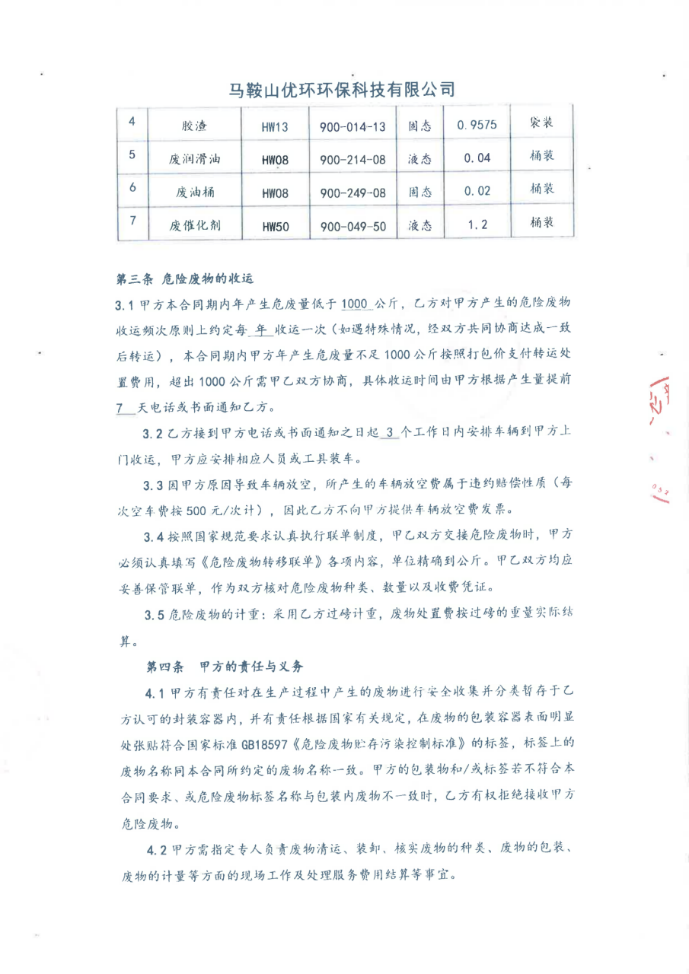 马鞍山优环环保科技有限公司
4 胶渣 HW13 900-014-13 固态 0.9575 袋装
5 废润滑油 HW08 900-214-08 液态 0.04 桶装
6 废油桶 HW08 900-249-08 固态 0.02 桶装
7 废催化剂 HW50 900-049-50 液态 1.2 桶装
第三条 危险废物的收运
3.1 甲方本合同期内年产生危废量低于 1000 公斤，乙方对甲方产生的危险废物
收运频次原则上约定每 年 收运一次（如遇特殊情况，经双方共同协商达成一致
后转运），本合同期内甲方年产生危废量不足 1000 公斤按照打包价支付转运处
置费用，超出 1000 公斤需甲乙双方协商，具体收运时间由甲方根据产生量提前
7 天电话或书面通知乙方。
3.2 乙方接到甲方电话或书面通知之日起 3 个工作日内安排车辆到甲方上
门收运，甲方应安排相应人员或工具装车。
3.3 因甲方原因导致车辆放空，所产生的车辆放空费属于违约赔偿性质（每
次空车费按 500 元/次计），因此乙方不向甲方提供车辆放空费发票。
3.4 按照国家规范要求认真执行联单制度，甲乙双方交接危险废物时，甲方
必须认真填写《危险废物转移联单》各项内容，单位精确到公斤。甲乙双方均应
妥善保管联单，作为双方核对危险废物种类、数量以及收费凭证。
3.5 危险废物的计重：采用乙方过磅计重，废物处置费按过磅的重量实际结
算。
第四条 甲方的责任与义务
4.1 甲方有责任对在生产过程中产生的废物进行安全收集并分类暂存于乙
方认可的封装容器内，并有责任根据国家有关规定，在废物的包装容器表面明显
处张贴符合国家标准 GB18597《危险废物贮存污染控制标准》的标签，标签上的
废物名称同本合同所约定的废物名称一致。甲方的包装物和/或标签若不符合本
合同要求、或危险废物标签名称与包装内废物不一致时，乙方有权拒绝接收甲方
危险废物。
4.2 甲方需指定专人负责废物清运、装卸、核实废物的种类、废物的包装、
废物的计量等方面的现场工作及处理服务费用结算等事宜。